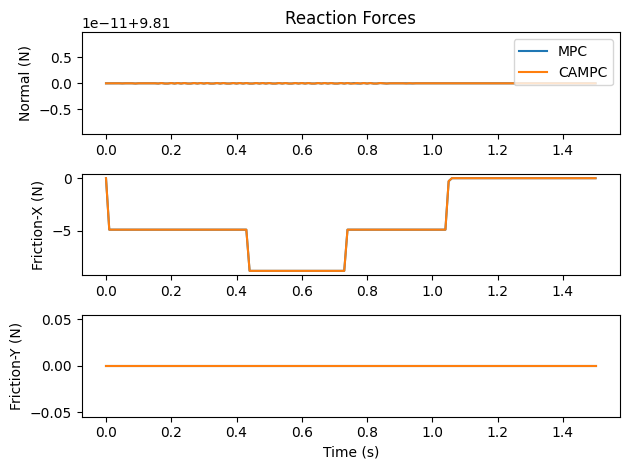 Reaction Forces
1e−11+9.81
Normal (N)
0.5
0.0
−0.5
MPC
CAMPC
0.0 0.2 0.4 0.6 0.8 1.0 1.2 1.4
Friction-X (N)
0
−5
0.0 0.2 0.4 0.6 0.8 1.0 1.2 1.4
Friction-Y (N)
0.05
0.00
−0.05
0.0 0.2 0.4 0.6 0.8 1.0 1.2 1.4
Time (s)